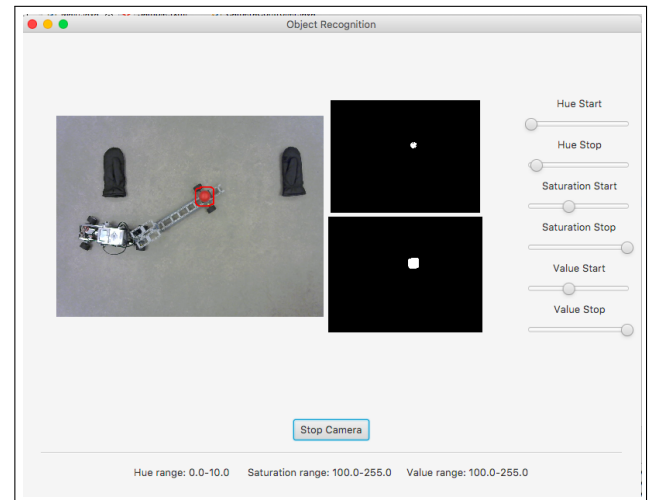 Object Recognition
Hue Start
Hue Stop
Saturation Start
Saturation Stop
Value Start
Value Stop
Stop Camera
Hue range: 0.0-10.0 Saturation range: 100.0-255.0 Value range: 100.0-255.0